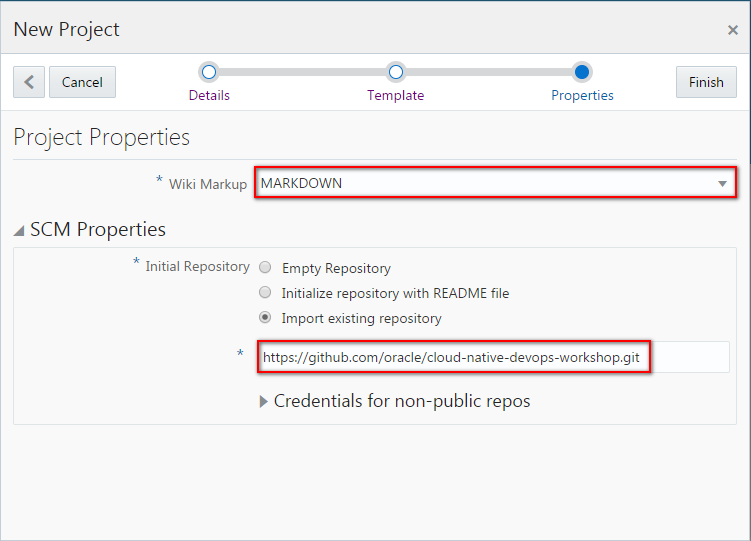 New Project
Cancel
Finish
Details
Template
Properties
Project Properties
* Wiki Markup MARKDOWN
SCM Properties
* Initial Repository Empty Repository
Initialize repository with README file
Import existing repository
* https://github.com/oracle/cloud-native-devops-workshop.git
Credentials for non-public repos